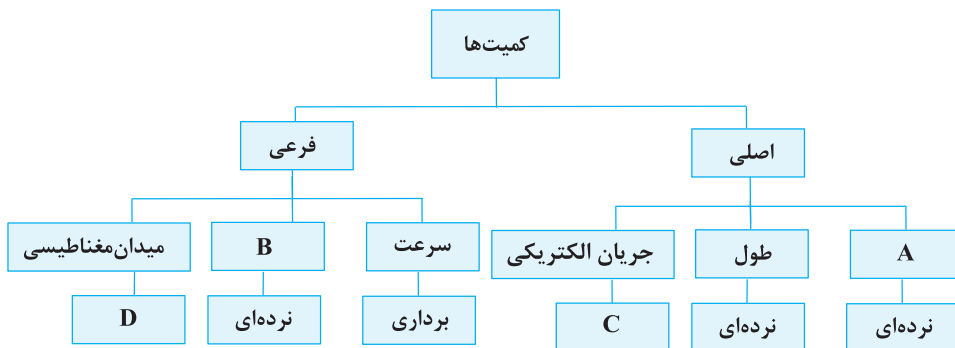 کمیت‌ها
اصلی
فرعی
A
طول
جریان الکتریکی
سرعت
B
میدان‌مغناطیسی
نرده‌ای
نرده‌ای
C
برداری
نرده‌ای
D